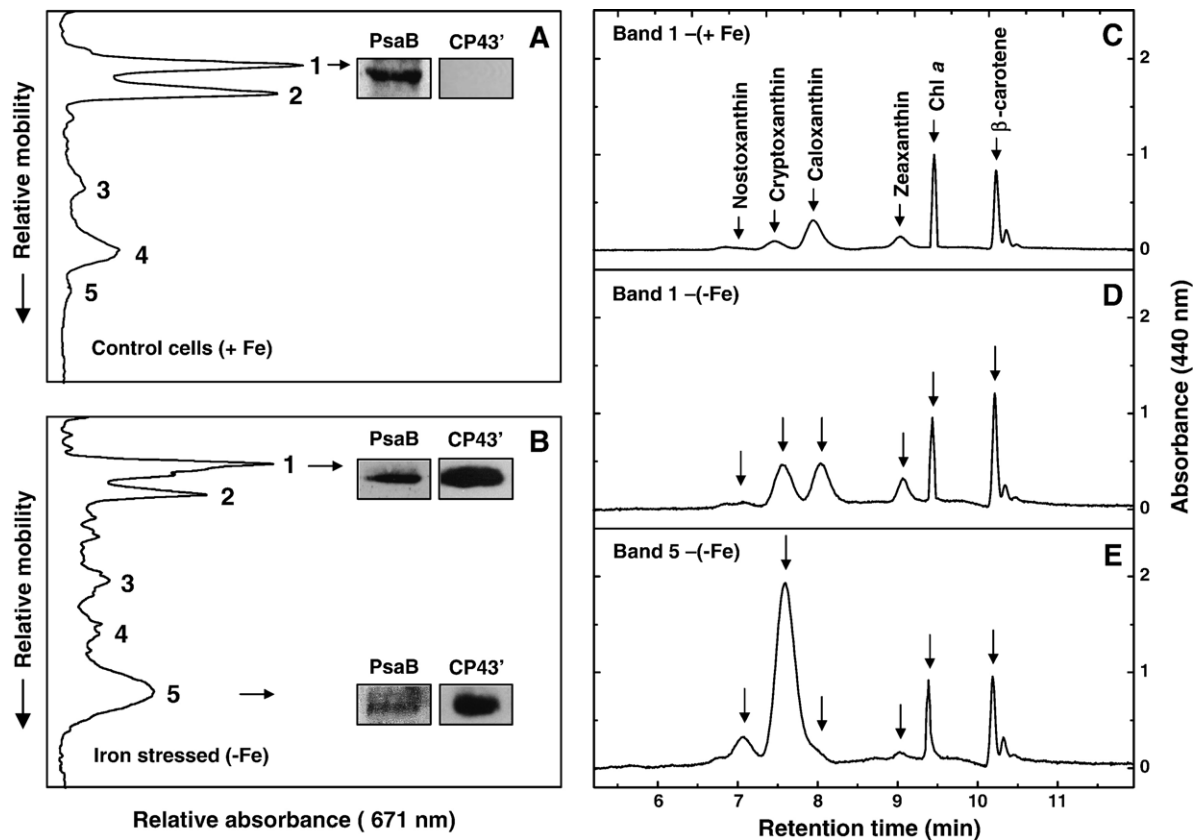 A
PsaB CP43'
1
2
3
4
5
Relative mobility
Control cells (+ Fe)
B
PsaB CP43'
1
2
3
4
PsaB CP43'
5
Relative mobility
Iron stressed (-Fe)
Relative absorbance ( 671 nm)
Band 1 –(+ Fe)
C
Nostoxanthin
Cryptoxanthin
Caloxanthin
Zeaxanthin
Chl a
β-carotene
2
1
0
Band 1 –(-Fe)
D
2
1
0
Band 5 –(-Fe)
E
2
1
0
Absorbance (440 nm)
6 7 8 9 10 11
Retention time (min)